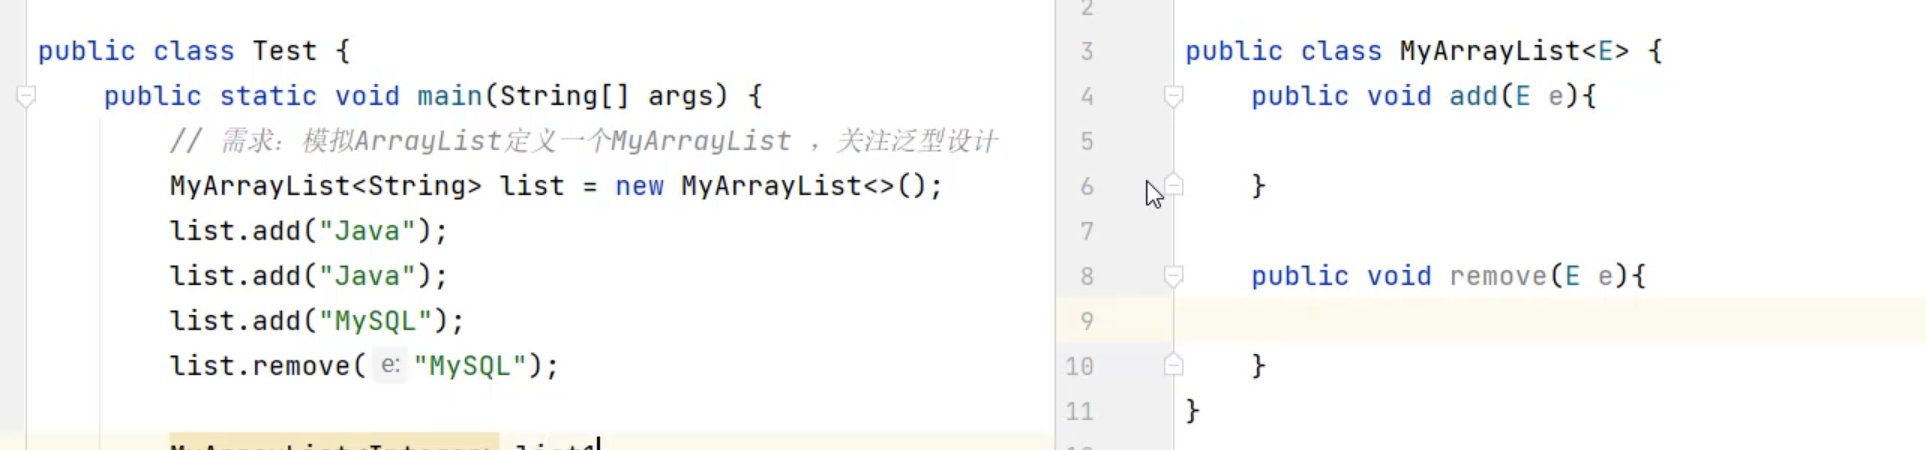 public class Test {
public static void main(String[] args) {
// 需求：模拟ArrayList定义一个MyArrayList ，关注泛型设计
MyArrayList<String> list = new MyArrayList<>();
list.add("Java");
list.add("Java");
list.add("MySQL");
list.remove( e: "MySQL");
MyArrayList<Integer> list1
2
3 public class MyArrayList<E> {
4 public void add(E e){
5
6 }
7
8 public void remove(E e){
9
10 }
11 }